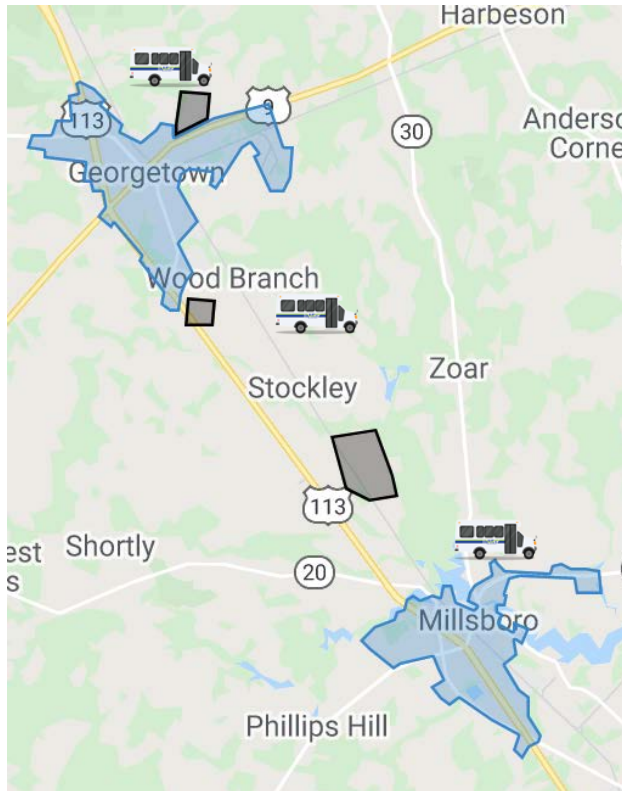 Harbeson
113
9
30
Anderso
Corne
Georgetown
Wood Branch
Zoar
Stockley
113
est
s
Shortly
20
Millsboro
Phillips Hill